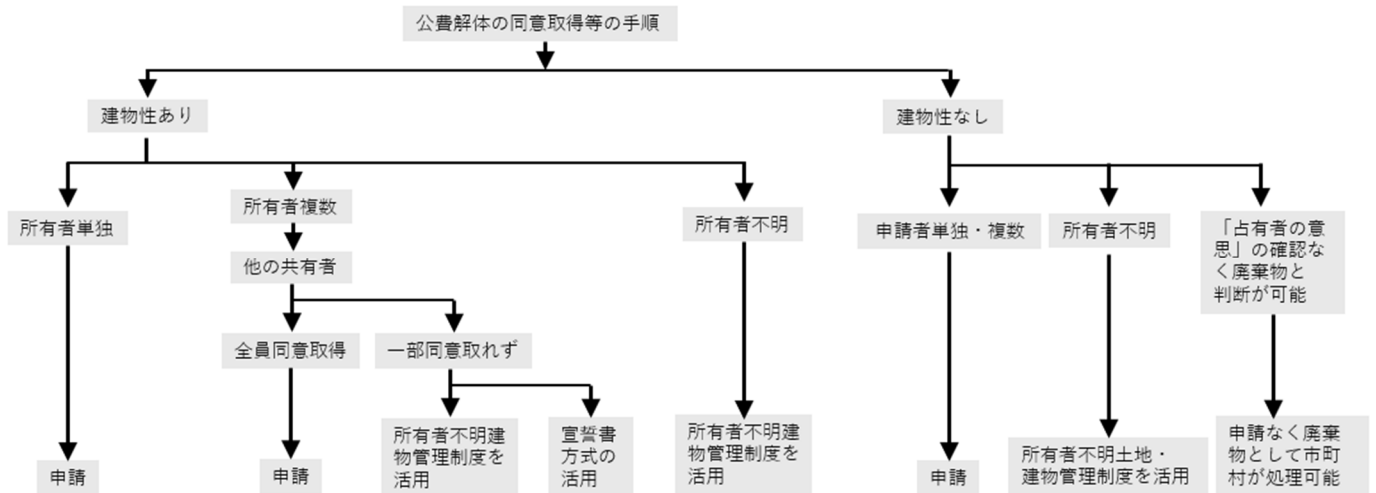 公費解体の同意取得等の手順
建物性あり
建物性なし
所有者単独
所有者複数
所有者不明
申請者単独・複数
所有者不明
「占有者の意
思」の確認な
く廃棄物と
判断が可能
他の共有者
全員同意取得
一部同意取れず
申請
申請
所有者不明建
物管理制度を
活用
宣誓書
方式の
活用
所有者不明建
物管理制度を
活用
申請
所有者不明土地・
建物管理制度を活用
申請なく廃棄
物として市町
村が処理可能